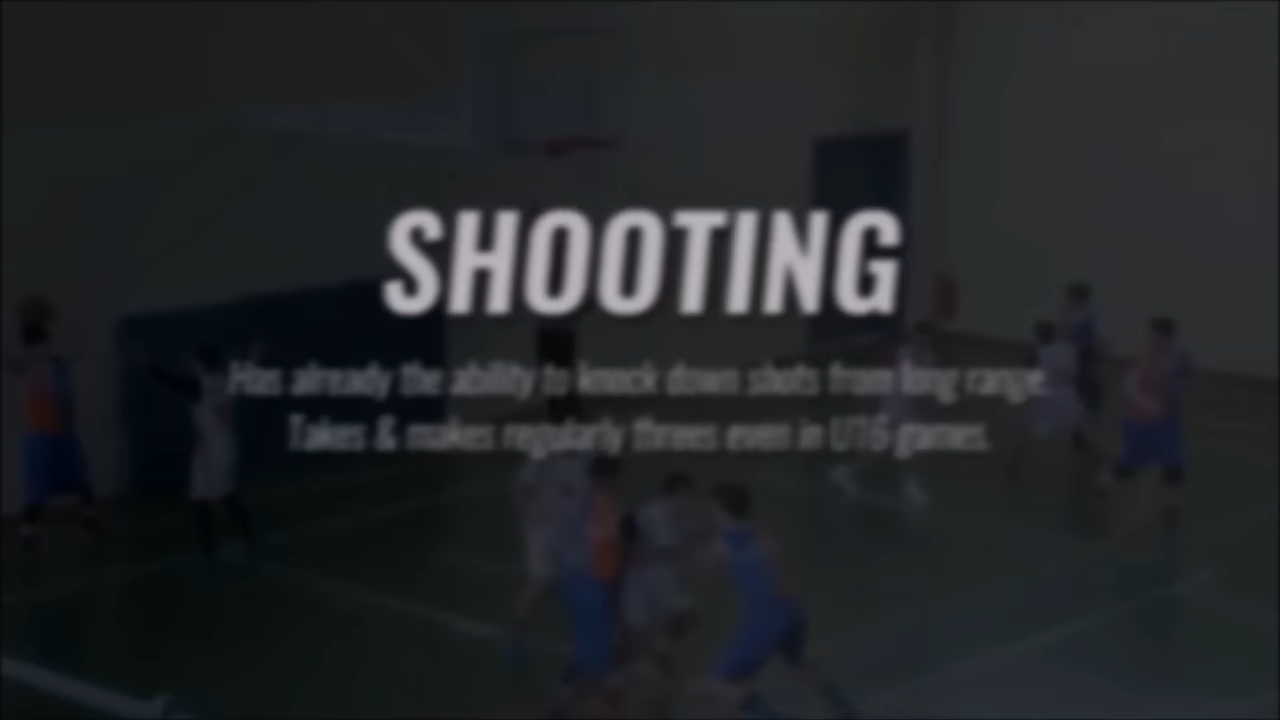 SHOOTING
Has already the ability to knock down shots from long range.
Takes & makes regularly threes even in U16 games.